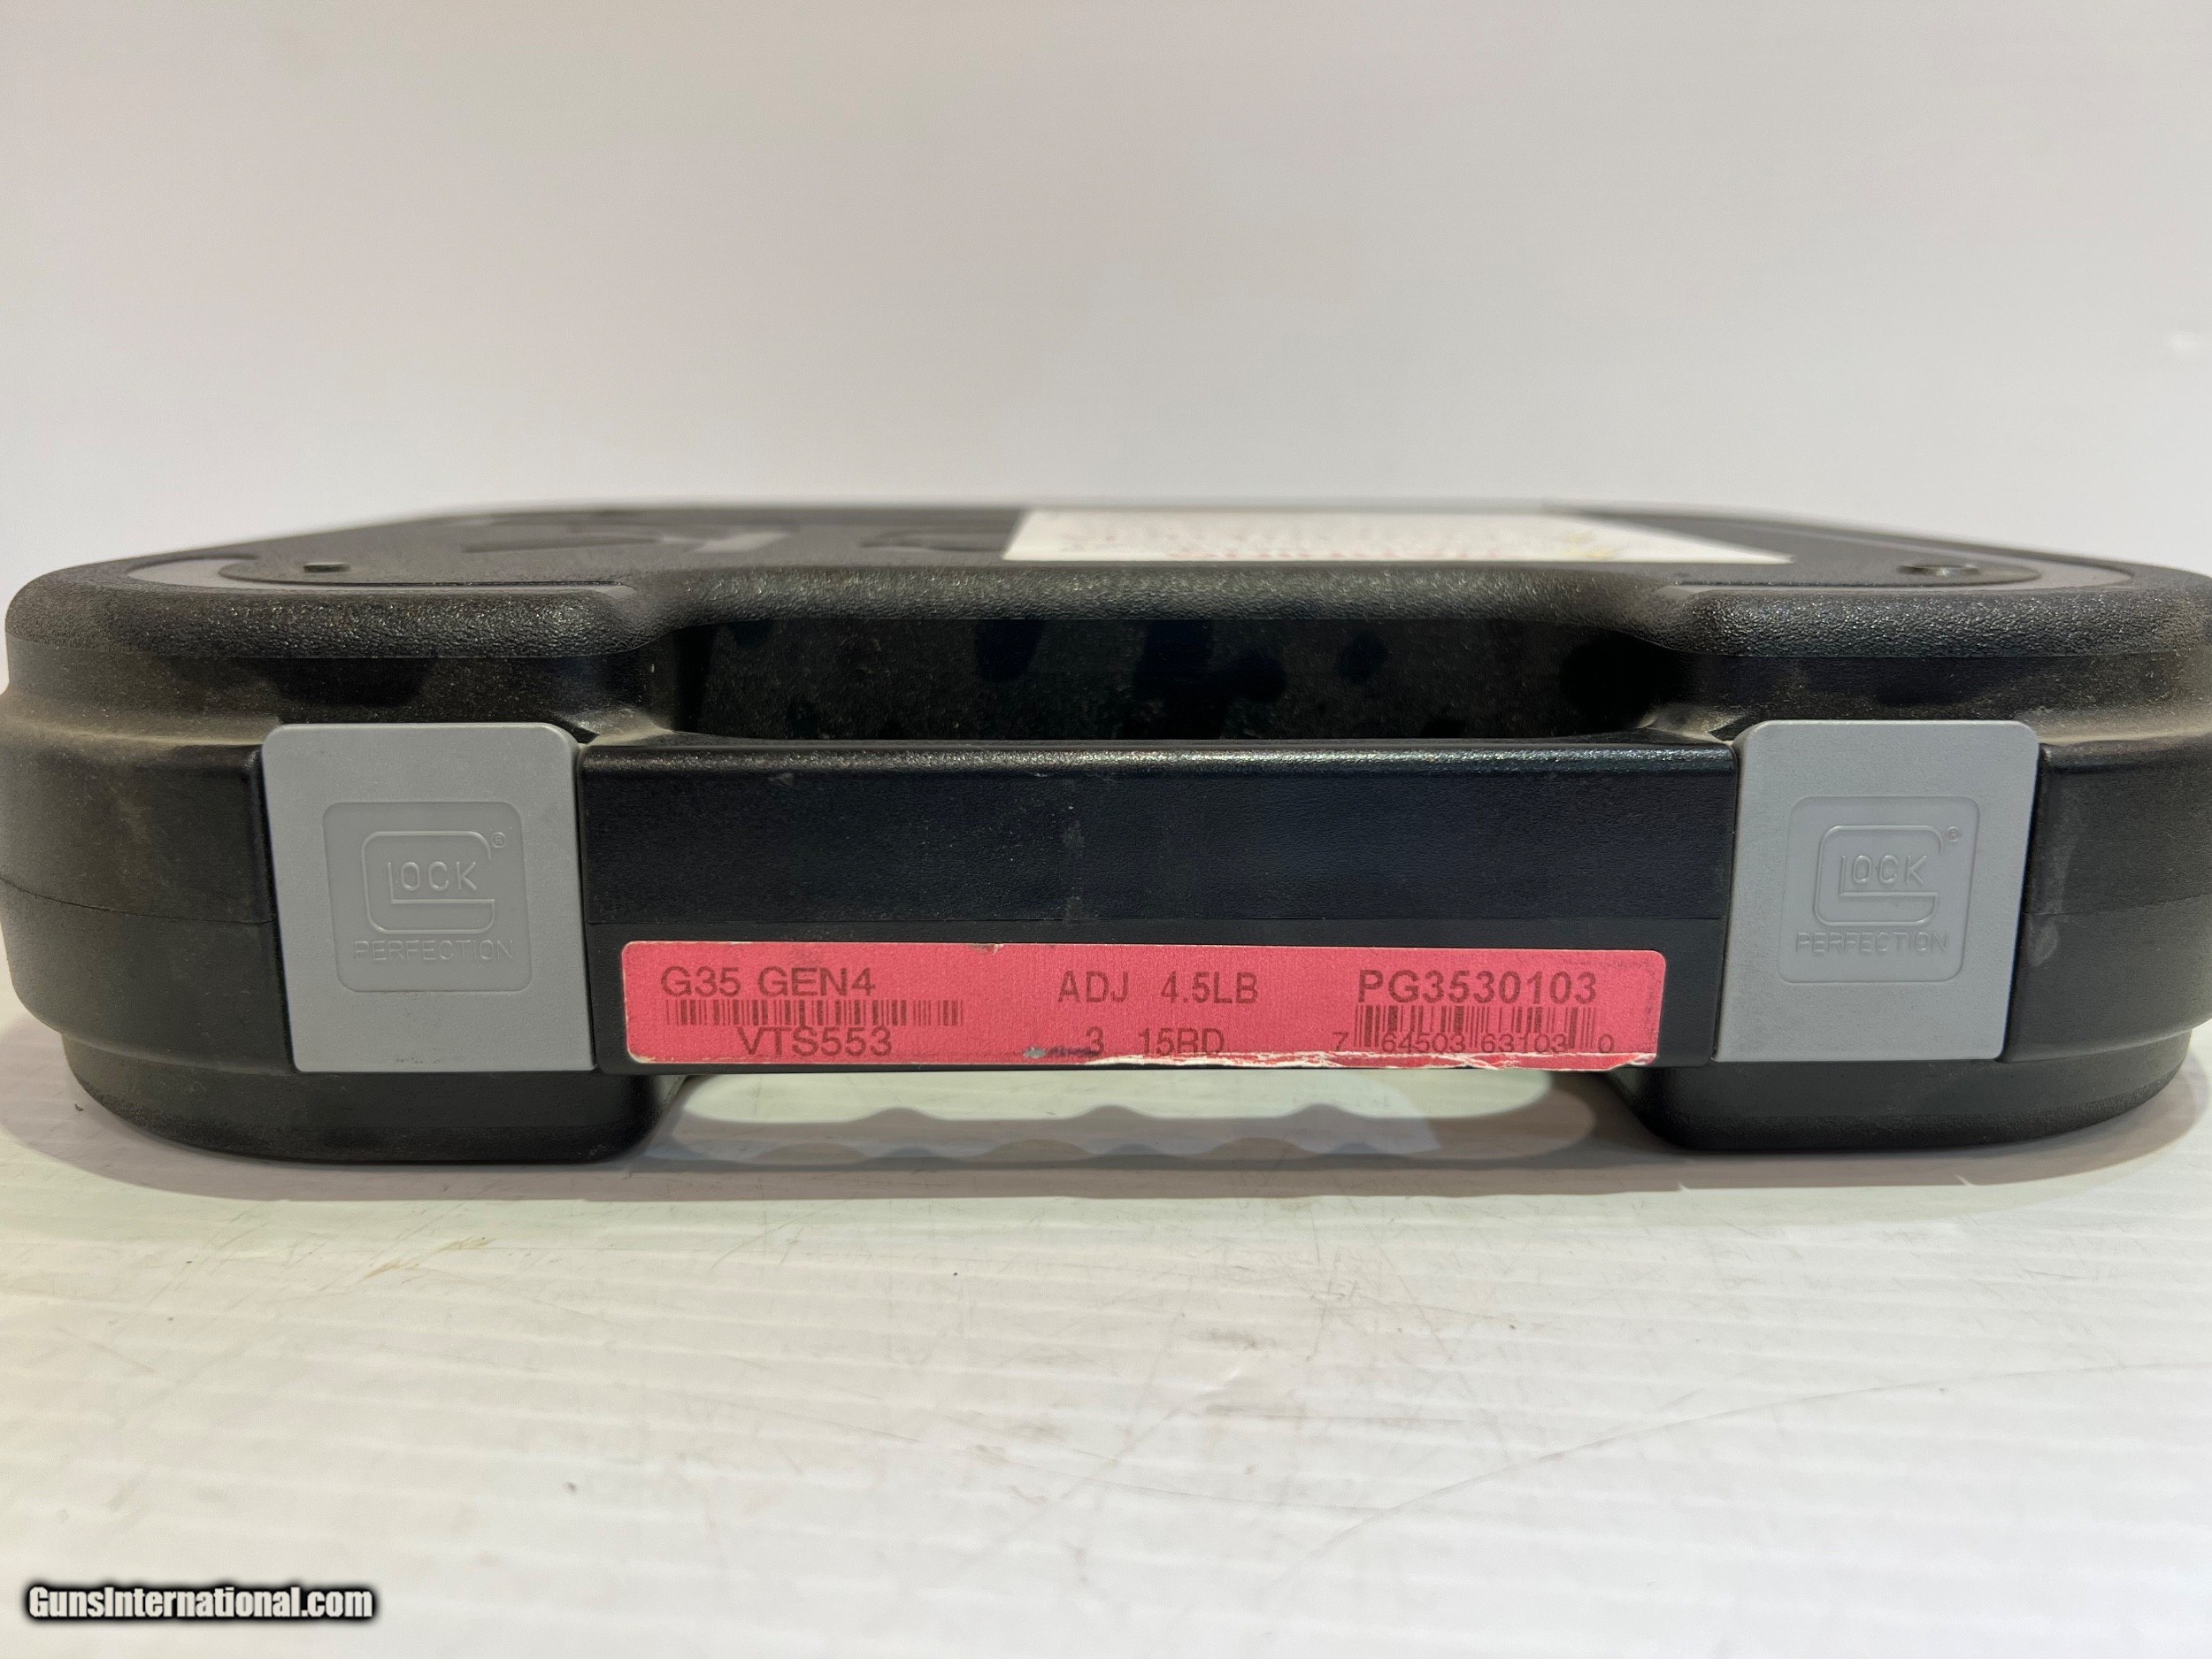 GLOCK®
PERFECTION
GLOCK®
PERFECTION
G35 GEN4 ADJ 4.5LB PG3530103
VTS553 3 15RD 7 64503 63103 0
GunsInternational.com